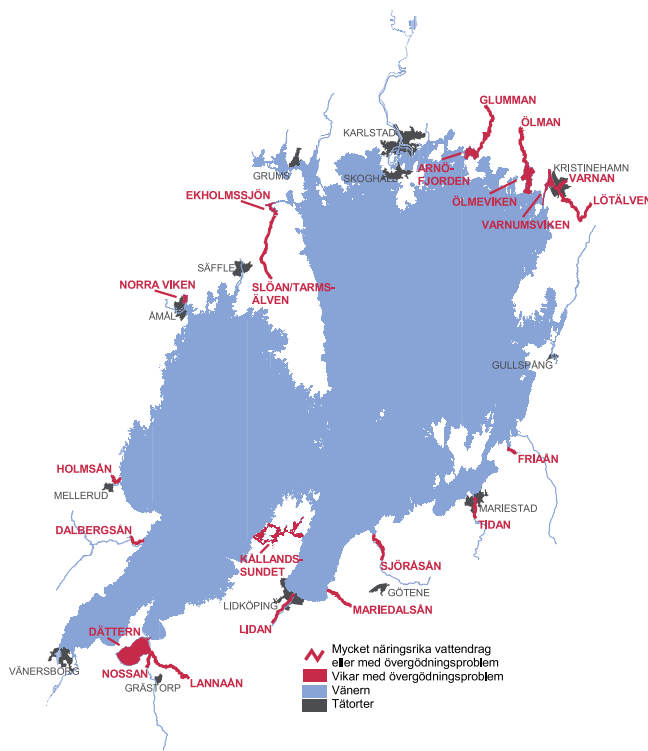 GLUMMAN
ÖLMAN
KARLSTAD
ARNÖ-
FJORDEN
KRISTINEHAMN
VARNAN
GRUMS
SKOGHALL
LÖTÄLVEN
ÖLMEVIKEN
EKHOLMSSJÖN
VARNUMSVIKEN
SÄFFLE
NORRA VIKEN
SLÖAN/TARMS-
ÄLVEN
ÅMÅL
GULLSPÅNG
FRIAÅN
HOLMSÅN
MELLERUD
MARIESTAD
TIDAN
DALBERGSÅN
KÅLLANDS-
SUNDET
SJÖRÅSÅN
GÖTENE
LIDKÖPING
MARIEDALSÅN
LIDAN
DÄTTERN
VÄNERSBORG
NOSSAN
LANNAÅN
GRÄSTORP
Mycket näringsrika vattendrag
eller med övergödningsproblem
Vikar med övergödningsproblem
Vänern
Tätorter